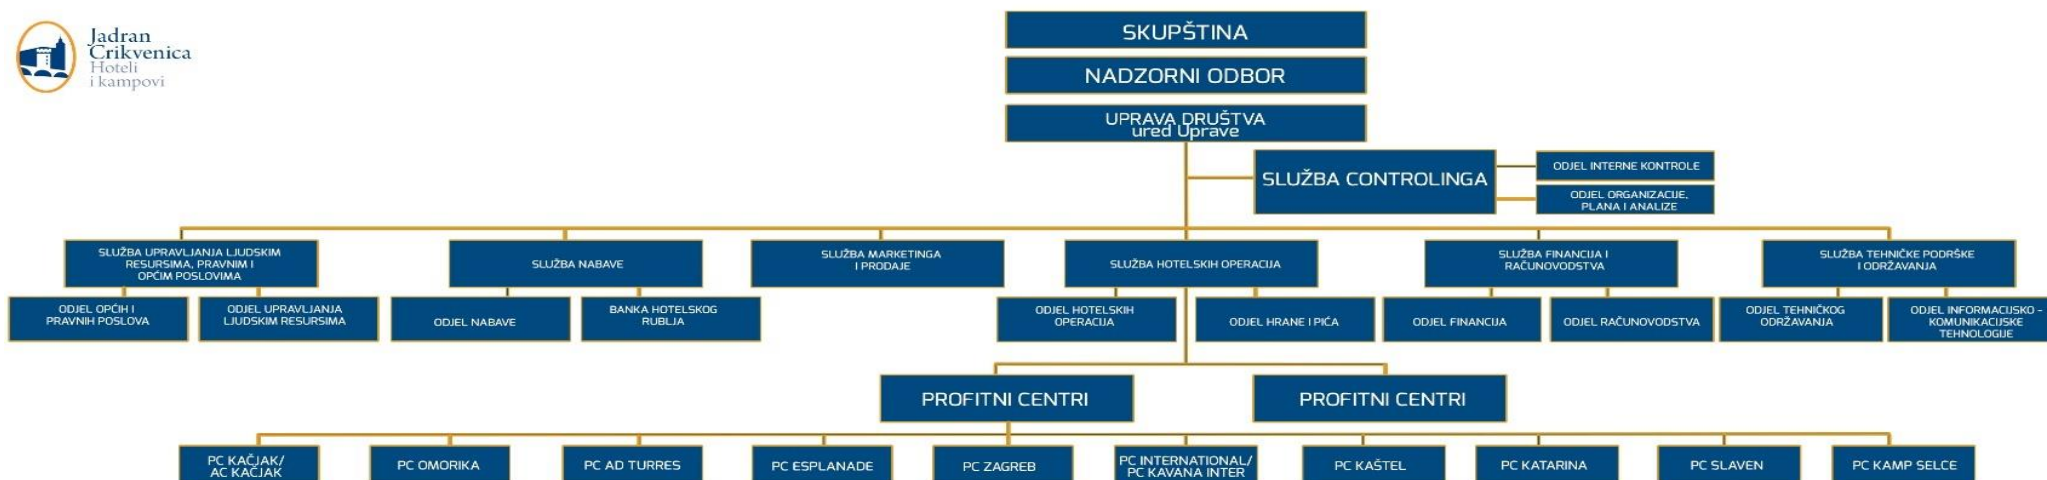 Jadran
Crikvenica
Hoteli
i kampovi
SKUPŠTINA
NADZORNI ODBOR
UPRAVA DRUŠTVA
ured Uprave
SLUŽBA CONTROLINGA
ODJEL INTERNE KONTROLE
ODJEL ORGANIZACIJE,
PLANA I ANALIZE
SLUŽBA UPRAVLJANJA LJUDSKIM
RESURSIMA, PRAVNIM I
OPĆIM POSLOVIMA
SLUŽBA NABAVE
SLUŽBA MARKETINGA
I PRODAJE
SLUŽBA HOTELSKIH OPERACIJA
SLUŽBA FINANCIJA I
RAČUNOVODSTVA
SLUŽBA TEHNIČKE PODRŠKE
I ODRŽAVANJA
ODJEL OPĆIH I
PRAVNIH POSLOVA
ODJEL UPRAVLJANJA
LJUDSKIM RESURSIMA
ODJEL NABAVE
BANKA HOTELSKOG
RUBLJA
ODJEL HOTELSKIH
OPERACIJA
ODJEL HRANE I PIĆA
ODJEL FINANCIJA
ODJEL RAČUNOVODSTVA
ODJEL TEHNIČKOG
ODRŽAVANJA
ODJEL INFORMACIJSKO -
KOMUNIKACIJSKE
TEHNOLOGIJE
PROFITNI CENTRI
PROFITNI CENTRI
PC KAČJAK/
AC KAČJAK
PC OMORIKA
PC AD TURRES
PC ESPLANADE
PC ZAGREB
PC INTERNATIONAL/
PC KAVANA INTER
PC KAŠTEL
PC KATARINA
PC SLAVEN
PC KAMP SELCE